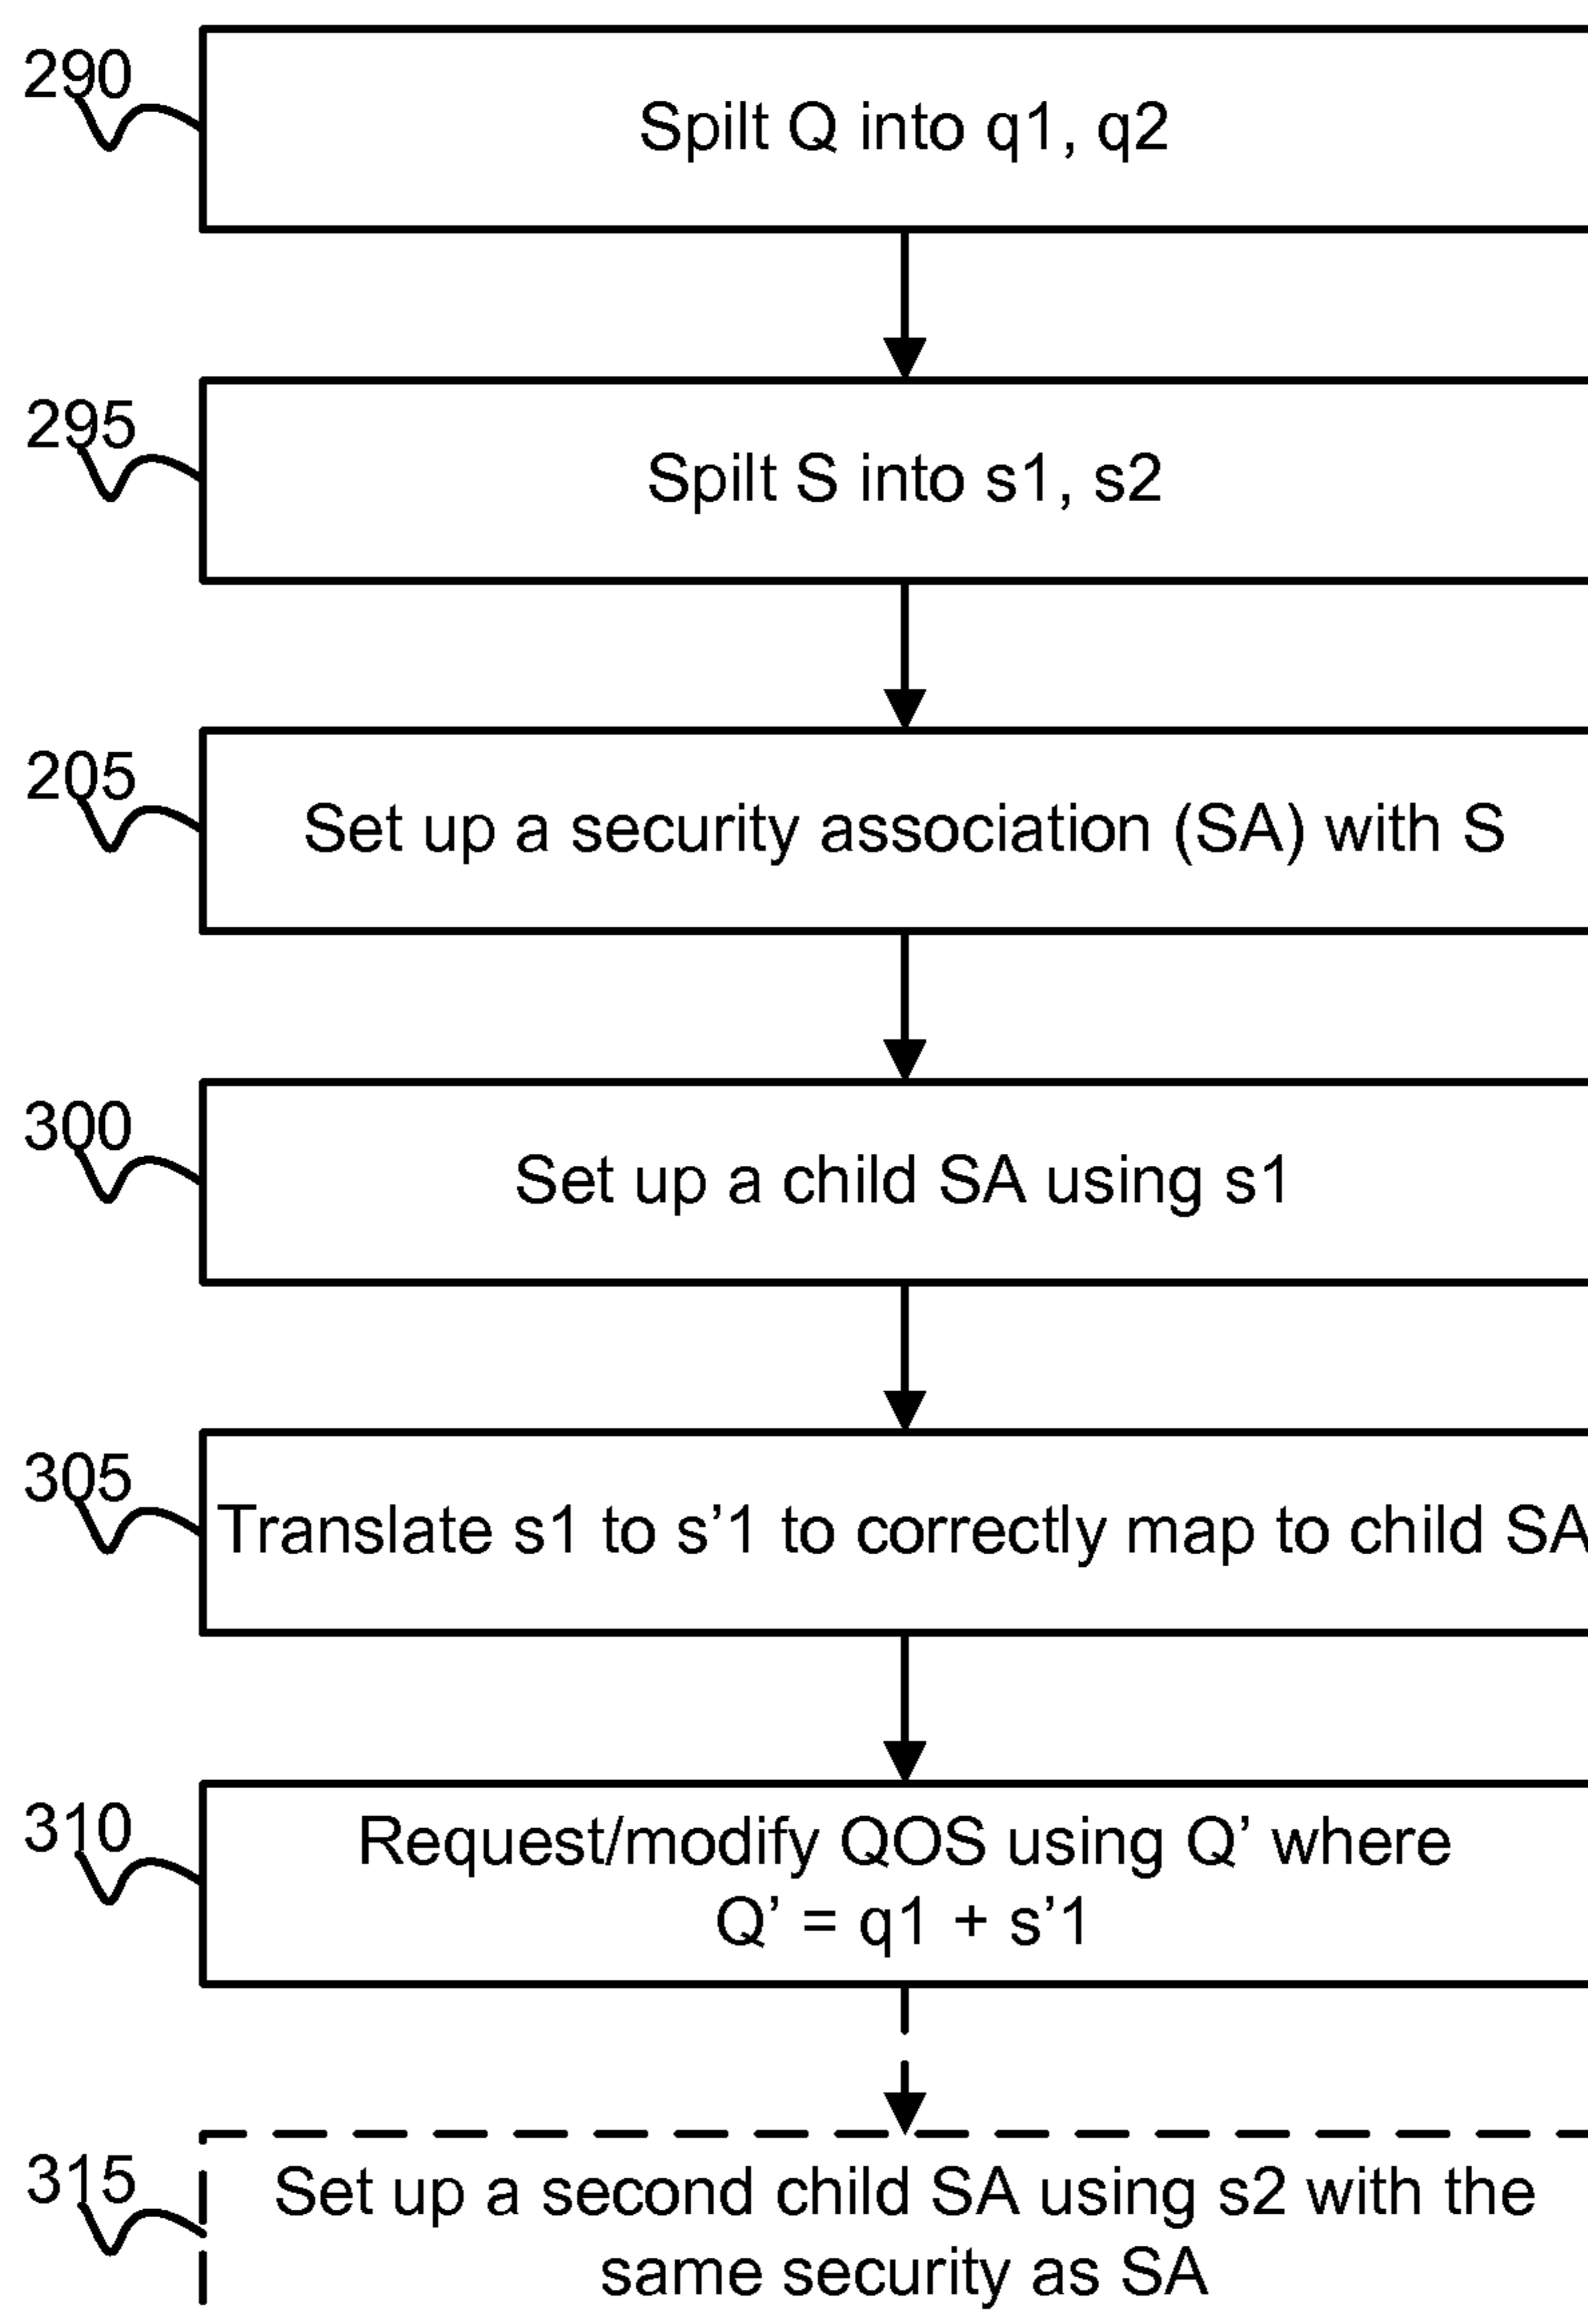 290
Spilt Q into q1, q2
295
Spilt S into s1, s2
205
Set up a security association (SA) with S
300
Set up a child SA using s1
305
Translate s1 to s’1 to correctly map to child SA
310
Request/modify QOS using Q’ where
Q’ = q1 + s’1
315
Set up a second child SA using s2 with the
same security as SA